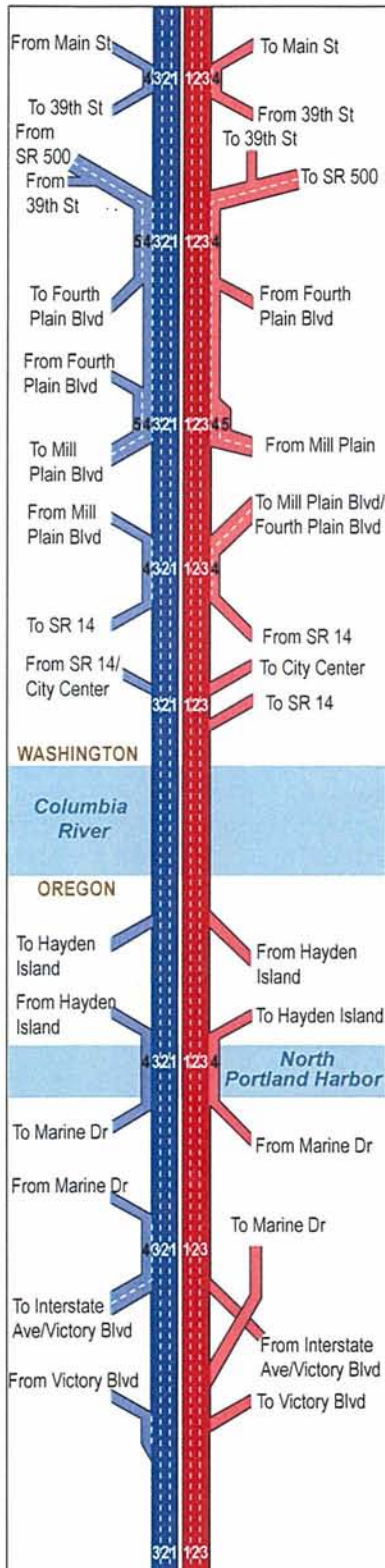 From Main St
To Main St
4321
1234
To 39th St
From 39th St
From
SR 500
To 39th St
To SR 500
From
39th St
54321
1234
To Fourth
Plain Blvd
From Fourth
Plain Blvd
From Fourth
Plain Blvd
54321
12345
To Mill
Plain Blvd
From Mill Plain
From Mill
Plain Blvd
To Mill Plain Blvd/
Fourth Plain Blvd
4321
1234
To SR 14
From SR 14
From SR 14/
City Center
To City Center
321
123
To SR 14
WASHINGTON
Columbia
River
OREGON
To Hayden
Island
From Hayden
Island
From Hayden
Island
To Hayden Island
4321
1234
North
Portland Harbor
To Marine Dr
From Marine Dr
From Marine Dr
To Marine Dr
4321
123
To Interstate
Ave/Victory Blvd
From Interstate
Ave/Victory Blvd
From Victory Blvd
To Victory Blvd
321
123